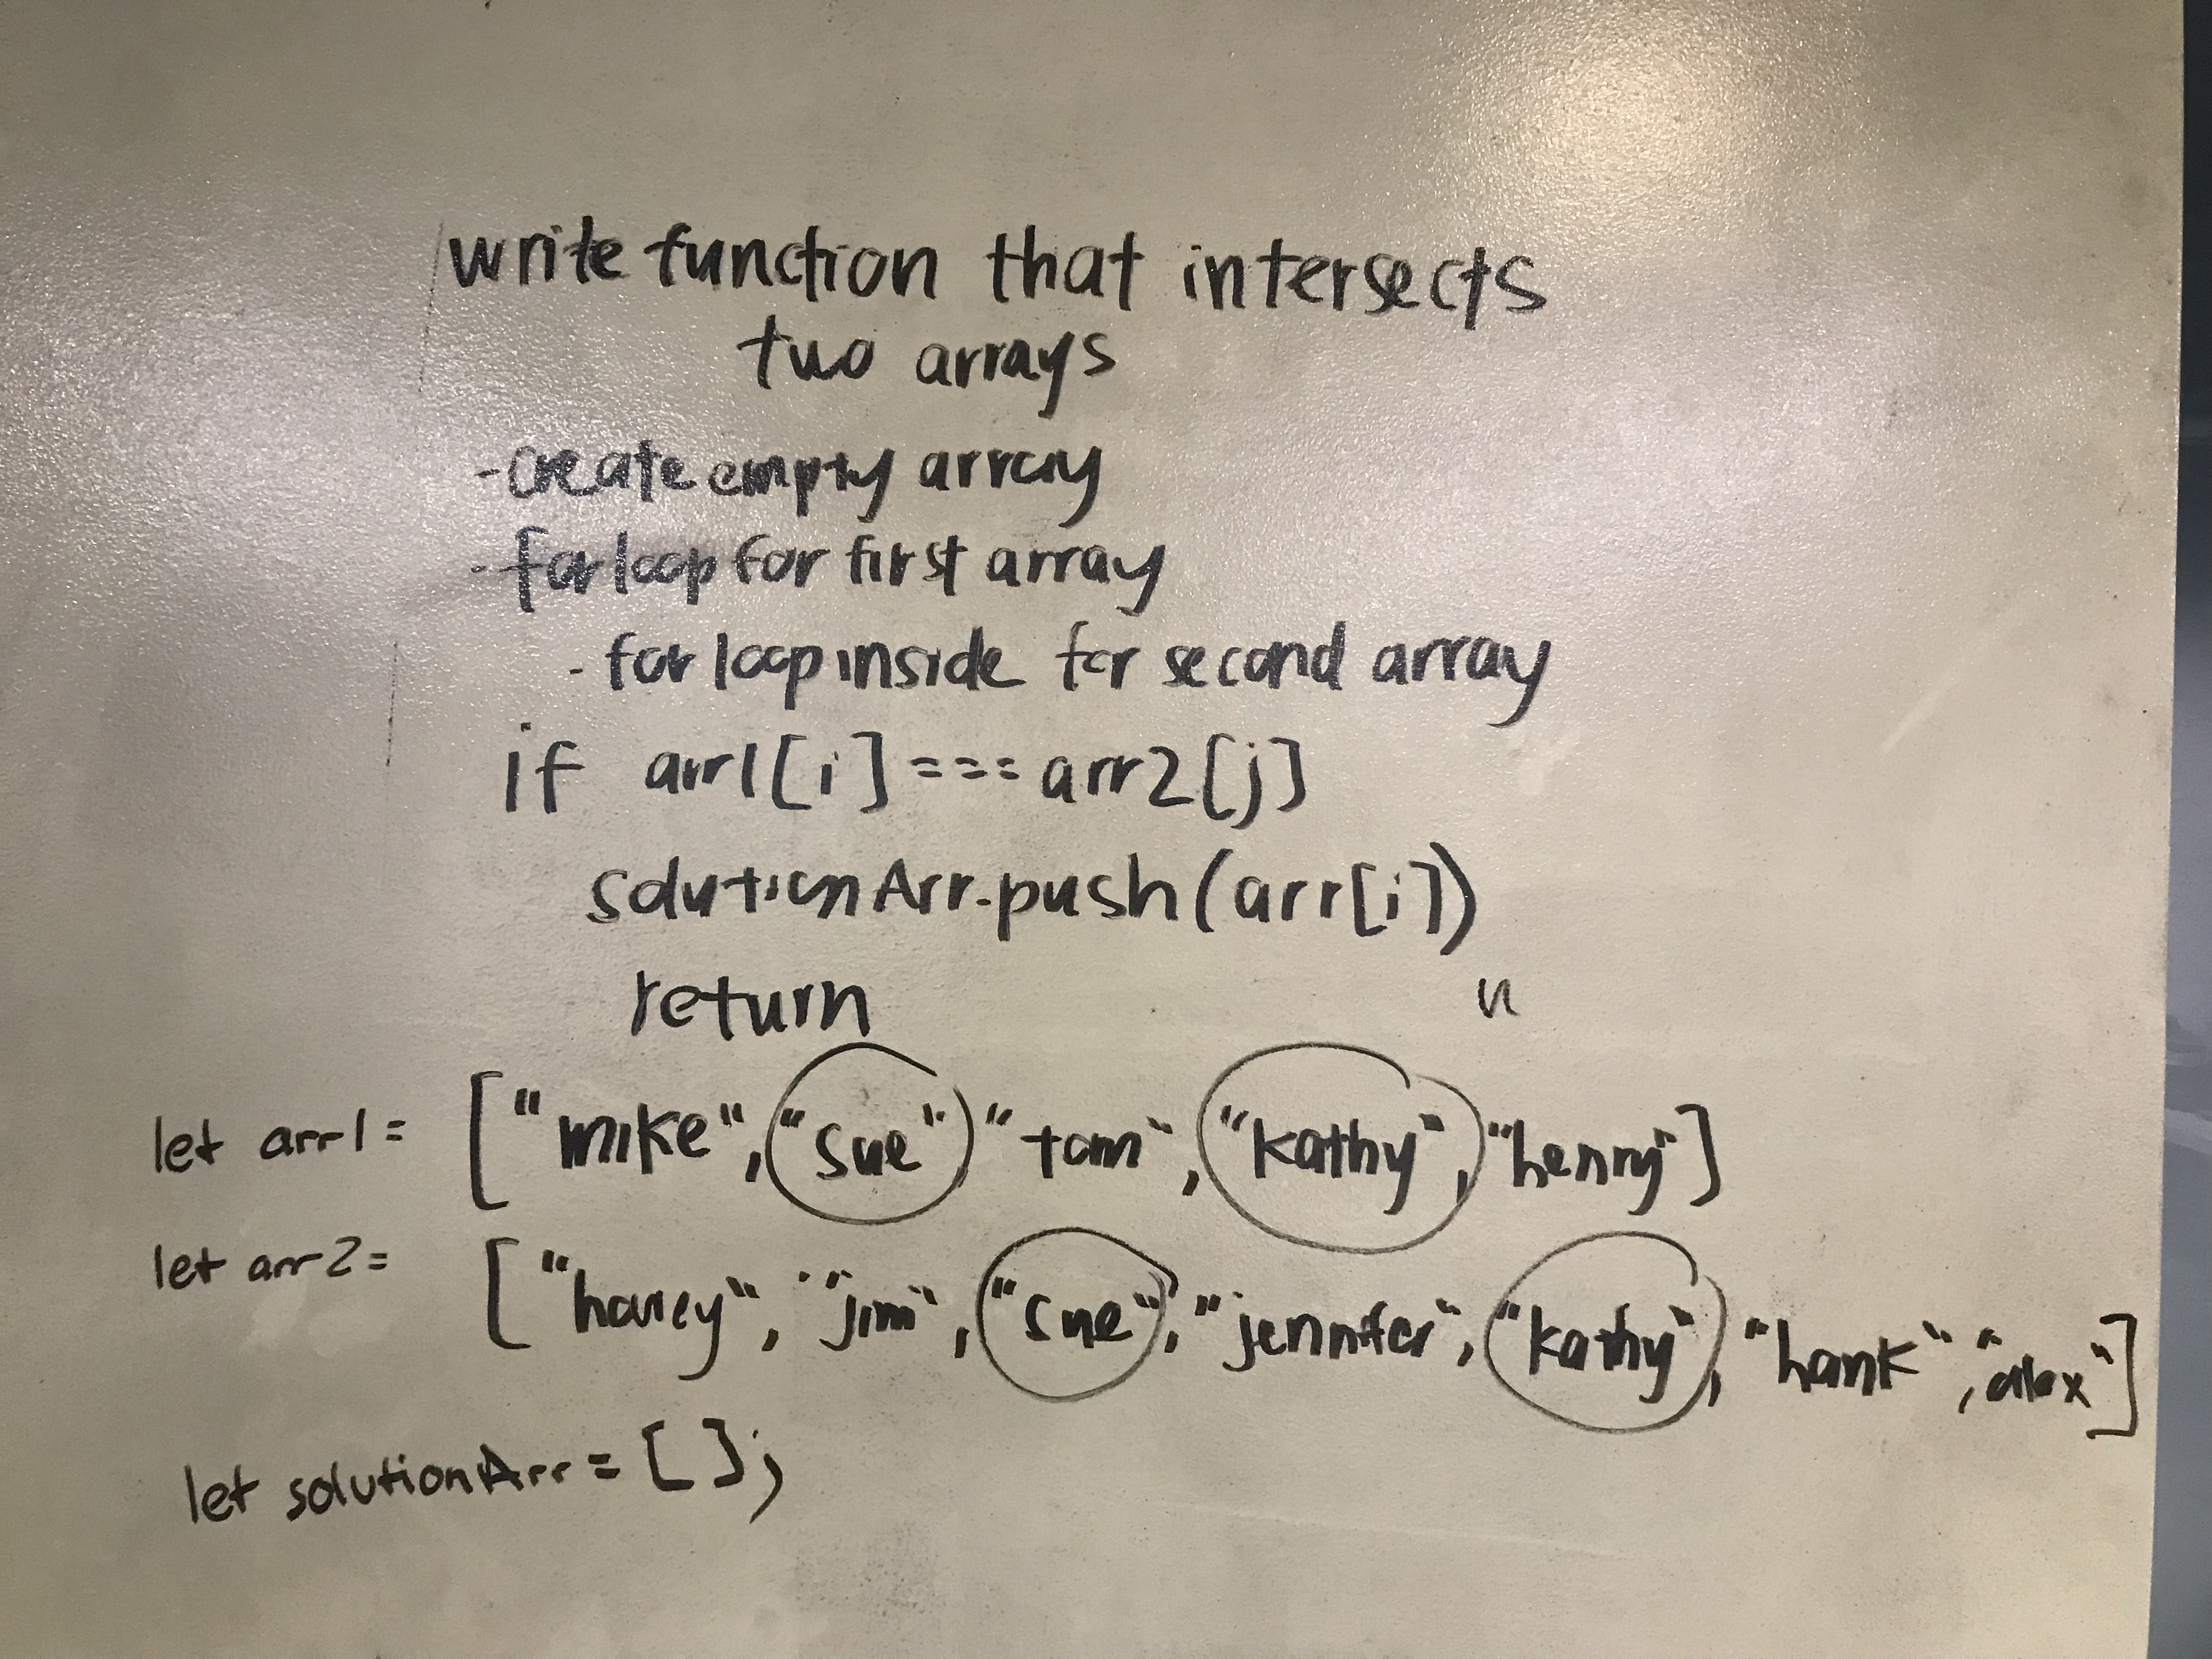 write function that intersects
two arrays
- create empty array
- for loop for first array
- for loop inside for second array
if arr1[i] === arr2[j]
solutionArr.push(arr[i])
return
let arr1 = ["mike", "sue", "tom", "kathy", "henry"]
let arr2 = ["harley", "jim", "sue", "jennifer", "kathy", "hank", "alex"]
let solutionArr = [];